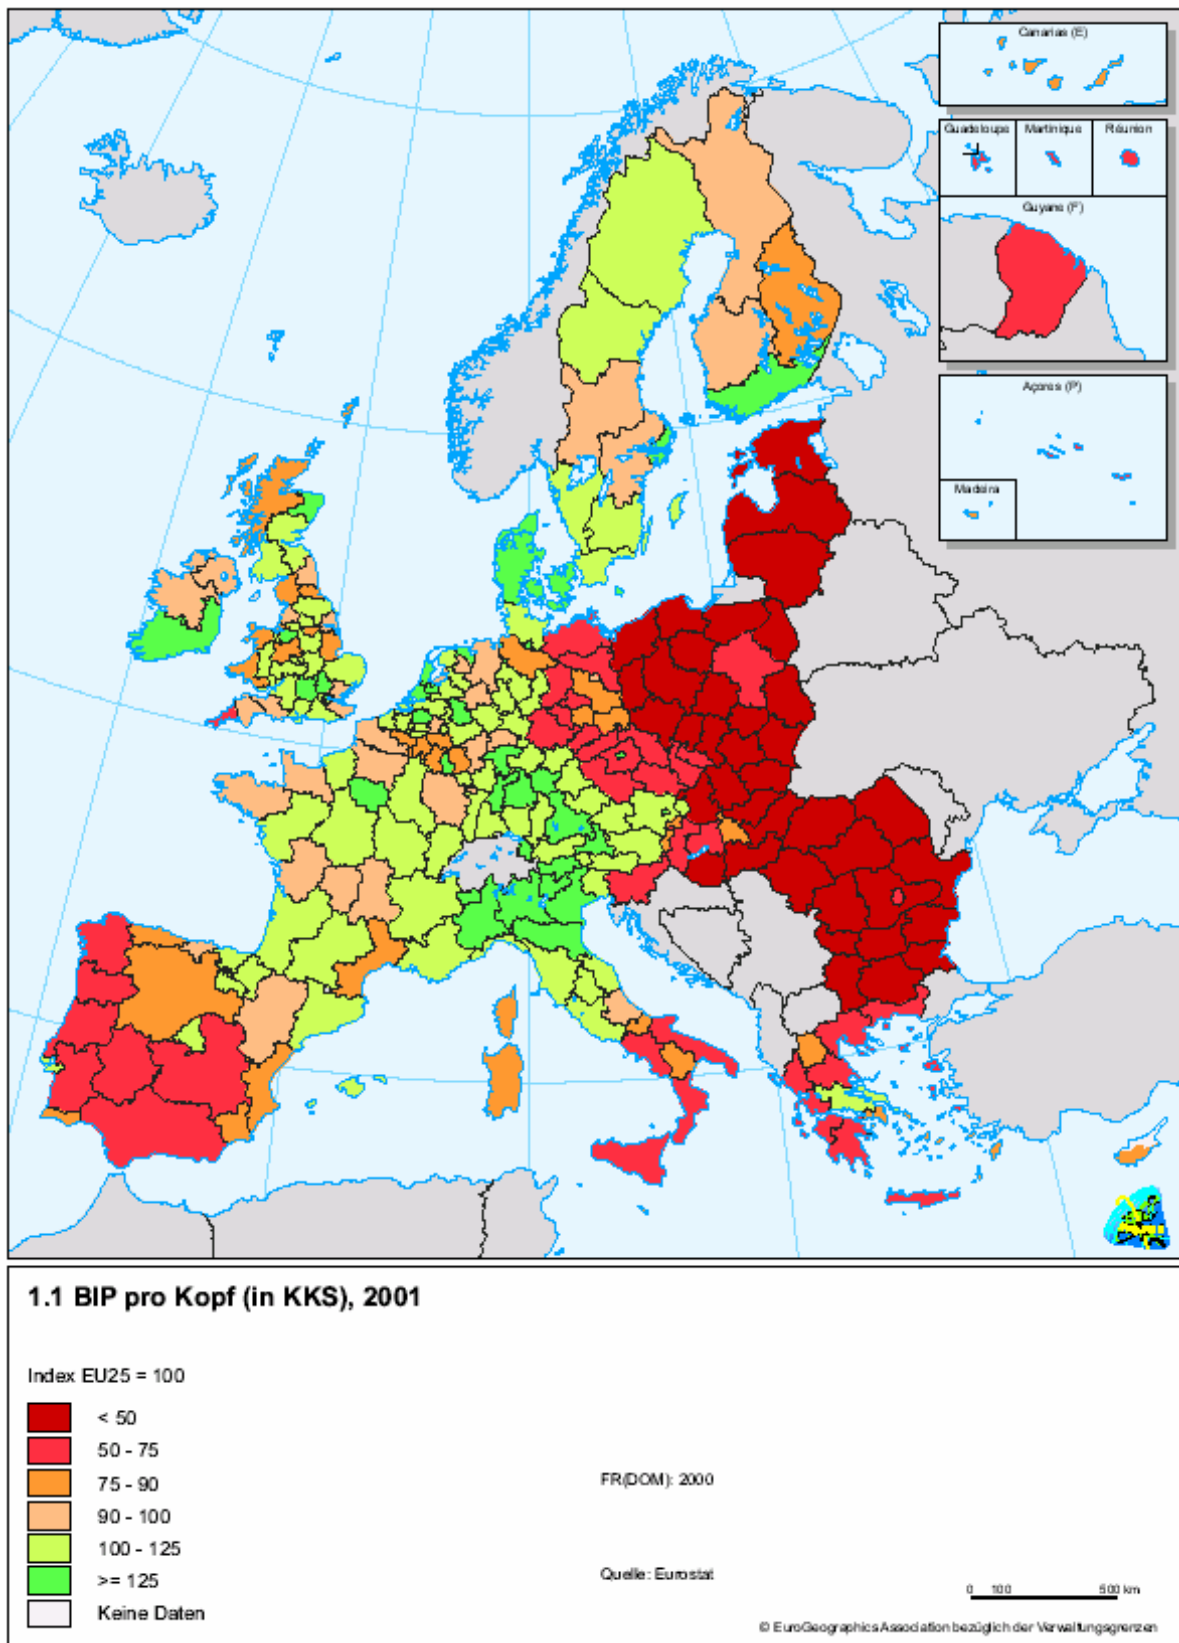 Canarias (E)
Guadeloupe Martinique Réunion
Guyane (F)
Açores (P)
Madeira
1.1 BIP pro Kopf (in KKS), 2001
Index EU25 = 100
< 50
50 - 75
75 - 90
90 - 100
100 - 125
>= 125
Keine Daten
FR(DOM): 2000
Quelle: Eurostat
0 100 500 km
© EuroGeographics Association bezüglich der Verwaltungsgrenzen